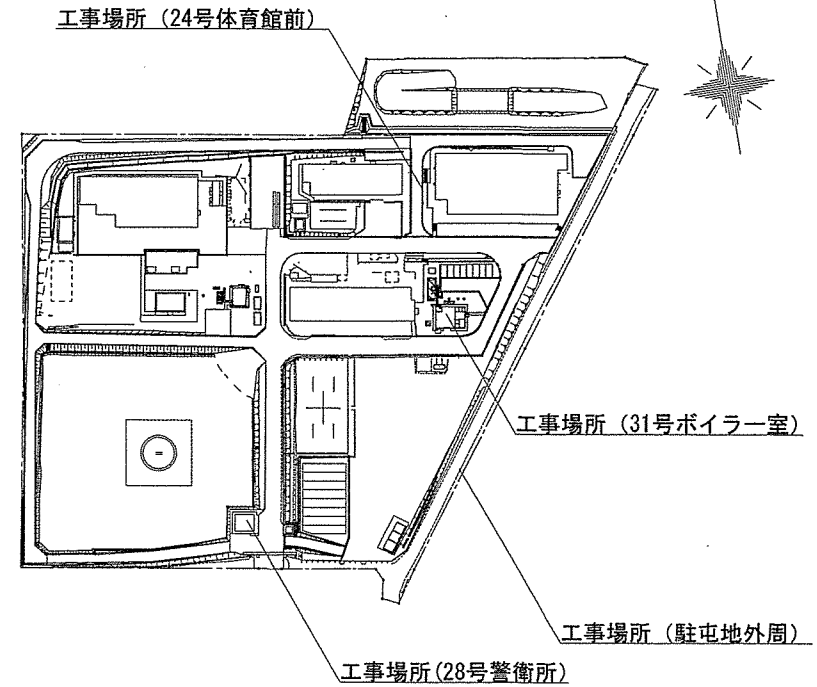 工事場所（24号体育館前）
工事場所（31号ボイラー室）
工事場所（駐屯地外周）
工事場所(28号警衛所)